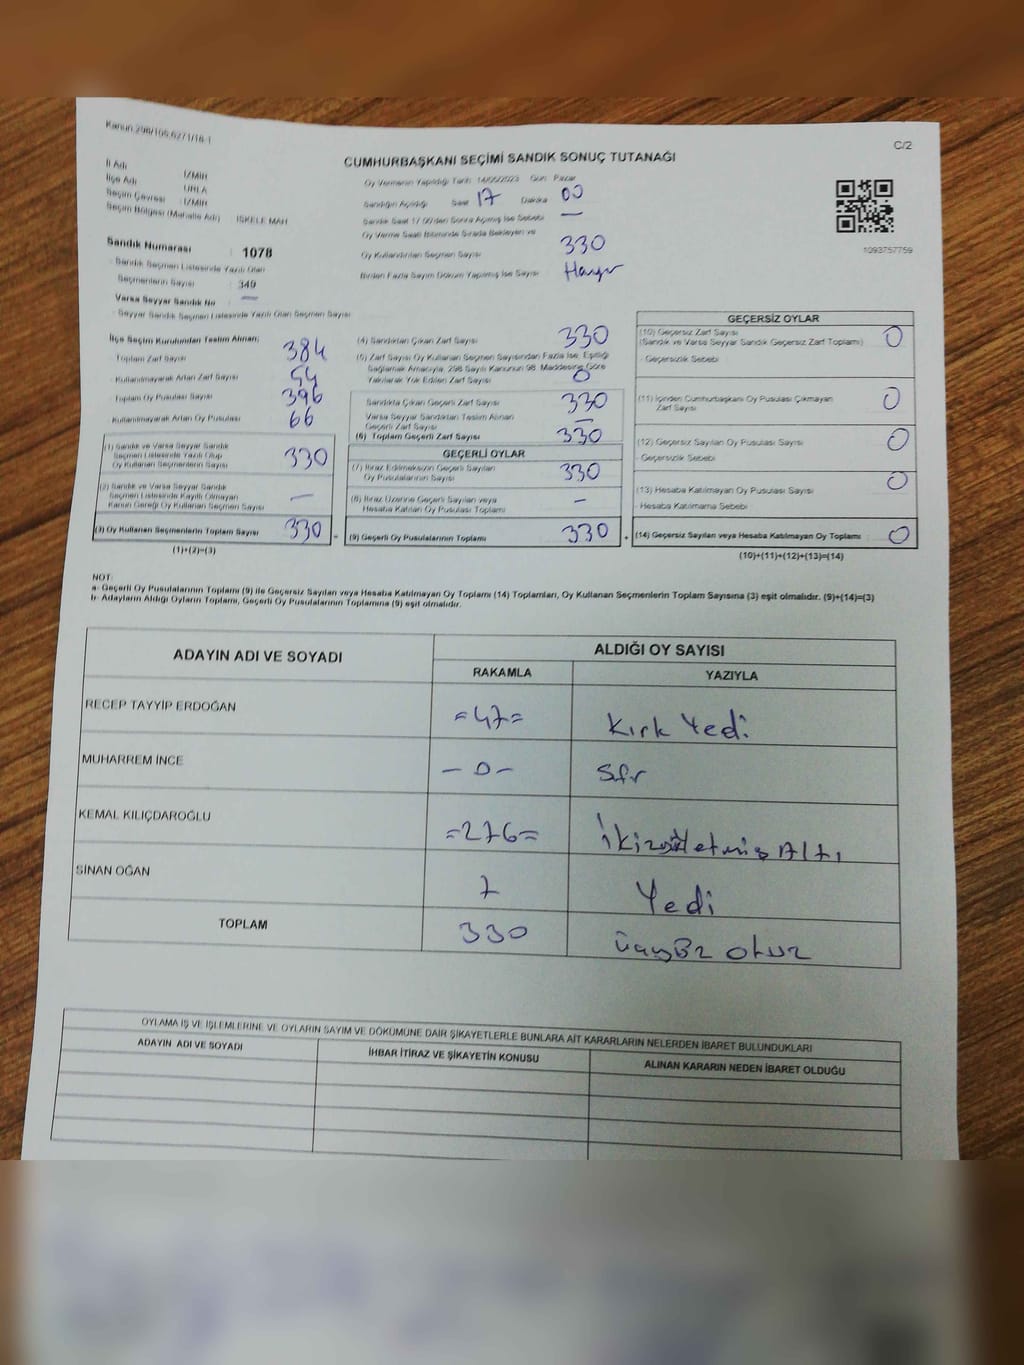 Kanun 298/105,6271/16-1
C/2
CUMHURBAŞKANI SEÇİMİ SANDIK SONUÇ TUTANAĞI
İl Adı : İZMİR
İlçe Adı : URLA
Seçim Çevresi : İZMİR
Seçim Bölgesi (Mahalle Adı) : İSKELE MAH
Sandık Numarası : 1078
Sandık Seçmen Listesinde Yazılı Olan
Seçmenlerin Sayısı : 349
Varsa Seyyar Sandık No —
Seyyar Sandık Seçmen Listesinde Yazılı Olan Seçmen Sayısı
Oy Vermenin Yapıldığı Tarih 14/05/2023 Gün: Pazar
Sandığın Açıldığı Saat 17 Dakika 00
Sandık Saat 17.00'den Sonra Açılmış İse Sebebi —
Oy Verme Saati Bitiminde Sırada Bekleyen ve
Oy Kullandırılan Seçmen Sayısı 330
Birden Fazla Sayım Döküm Yapılmış İse Sayısı Hayır
1093757759
İlçe Seçim Kurulundan Teslim Alınan;
Toplam Zarf Sayısı 384
Kullanılmayarak Artan Zarf Sayısı 54
Toplam Oy Pusulası Sayısı 396
Kullanılmayarak Artan Oy Pusulası 66
(1) Sandık ve Varsa Seyyar Sandık
Seçmen Listesinde Yazılı Olup
Oy Kullanan Seçmenlerin Sayısı 330
(2) Sandık ve Varsa Seyyar Sandık
Seçmen Listesinde Kayıtlı Olmayan
Kanun Gereği Oy Kullanan Seçmen Sayısı —
(3) Oy Kullanan Seçmenlerin Toplam Sayısı 330 =
(1)+(2)=(3)
(4) Sandıktan Çıkan Zarf Sayısı 330
(5) Zarf Sayısı Oy Kullanan Seçmen Sayısından Fazla İse, Eşitliği
Sağlamak Amacıyla, 298 Sayılı Kanunun 98. Maddesine Göre
Yakılarak Yok Edilen Zarf Sayısı 0
Sandıkta Çıkan Geçerli Zarf Sayısı 330
Varsa Seyyar Sandıktan Teslim Alınan
Geçerli Zarf Sayısı —
(6) Toplam Geçerli Zarf Sayısı 330
GEÇERLİ OYLAR
(7) İtiraz Edilmeksizin Geçerli Sayılan
Oy Pusulalarının Sayısı 330
(8) İtiraz Üzerine Geçerli Sayılan veya
Hesaba Katılan Oy Pusulaları Toplamı —
(9) Geçerli Oy Pusulalarının Toplamı 330 +
GEÇERSİZ OYLAR
(10) Geçersiz Zarf Sayısı
(Sandık ve Varsa Seyyar Sandık Geçersiz Zarf Toplamı) 0
- Geçersizlik Sebebi
(11) İçinden Cumhurbaşkanı Oy Pusulası Çıkmayan
Zarf Sayısı 0
(12) Geçersiz Sayılan Oy Pusulası Sayısı 0
- Geçersizlik Sebebi
(13) Hesaba Katılmayan Oy Pusulası Sayısı 0
- Hesaba Katılmama Sebebi
(14) Geçersiz Sayılan veya Hesaba Katılmayan Oy Toplamı 0
(10)+(11)+(12)+(13)=(14)
NOT:
a- Geçerli Oy Pusulalarının Toplamı (9) ile Geçersiz Sayılan veya Hesaba Katılmayan Oy Toplamı (14) Toplamları, Oy Kullanan Seçmenlerin Toplam Sayısına (3) eşit olmalıdır. (9)+(14)=(3)
b- Adayların Aldığı Oyların Toplamı, Geçerli Oy Pusulalarının Toplamına (9) eşit olmalıdır.
ADAYIN ADI VE SOYADI
ALDIĞI OY SAYISI
RAKAMLA YAZIYLA
RECEP TAYYİP ERDOĞAN =47= Kırk Yedi
MUHARREM İNCE —0— Sıfır
KEMAL KILIÇDAROĞLU =276= İkiyüzYetmiş Altı
SİNAN OĞAN 7 Yedi
TOPLAM 330 üçyüz otuz
OYLAMA İŞ VE İŞLEMLERİNE VE OYLARIN SAYIM VE DÖKÜMÜNE DAİR ŞİKAYETLERLE BUNLARA AİT KARARLARIN NELERDEN İBARET BULUNDUKLARI
ADAYIN ADI VE SOYADI İHBAR İTİRAZ VE ŞİKAYETİN KONUSU ALINAN KARARIN NEDEN İBARET OLDUĞU